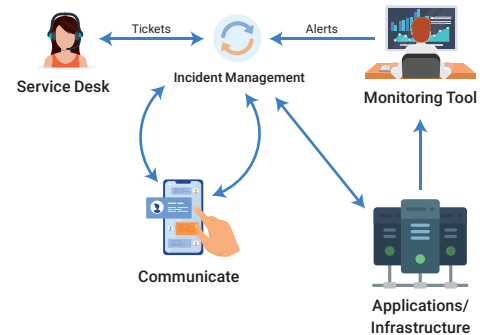 Tickets
Alerts
Service Desk
Incident Management
Monitoring Tool
Communicate
Applications/
Infrastructure